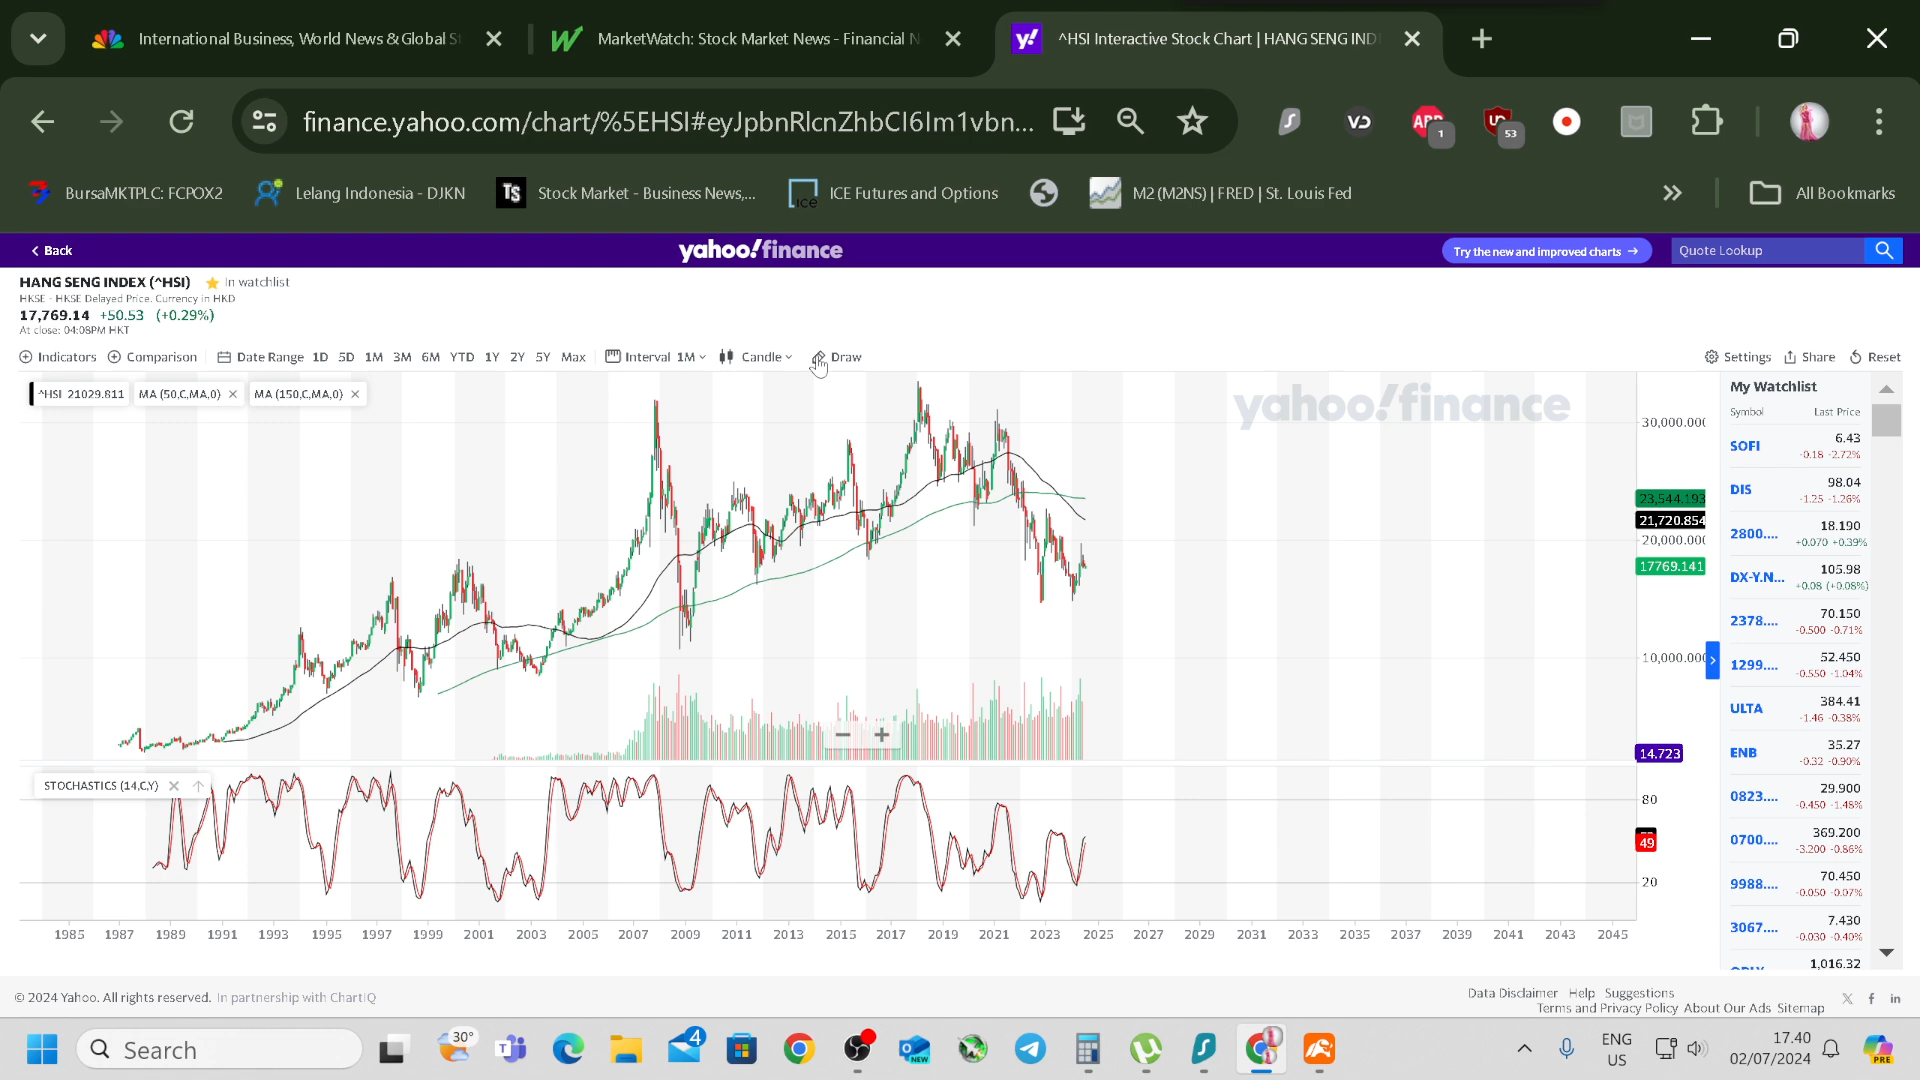 International Business, World News & Global S
MarketWatch: Stock Market News - Financial N
^HSI Interactive Stock Chart | HANG SENG IND
finance.yahoo.com/chart/%5EHSI#eyJpbnRlcnZhbCI6Im1vbn...
VD
ABP
1
53
BursaMKTPLC: FCPOX2
Lelang Indonesia - DJKN
TS
Stock Market - Business News,...
ICE
ICE Futures and Options
M2 (M2NS) | FRED | St. Louis Fed
All Bookmarks
Back
yahoo!finance
Try the new and improved charts →
Quote Lookup
HANG SENG INDEX (^HSI)
In watchlist
HKSE - HKSE Delayed Price. Currency in HKD
17,769.14 +50.53 (+0.29%)
At close: 04:08PM HKT
Indicators
Comparison
Date Range
1D 5D 1M 3M 6M YTD 1Y 2Y 5Y Max
Interval 1M
Candle
Draw
Settings
Share
Reset
^HSI 21029.811
MA (50,C,MA,0)
MA (150,C,MA,0)
yahoo!finance
30,000.000
23,544.193
21,720.854
20,000.000
17769.141
10,000.000
14.723
STOCHASTICS (14,C,Y)
80
49
20
1985 1987 1989 1991 1993 1995 1997 1999 2001 2003 2005 2007 2009 2011 2013 2015 2017 2019 2021 2023 2025 2027 2029 2031 2033 2035 2037 2039 2041 2043 2045
My Watchlist
Symbol Last Price
SOFI 6.43
-0.18 -2.72%
DIS 98.04
-1.25 -1.26%
2800.... 18.190
+0.070 +0.39%
DX-Y.N... 105.98
+0.08 (+0.08%)
2378.... 70.150
-0.500 -0.71%
1299.... 52.450
-0.550 -1.04%
ULTA 384.41
-1.46 -0.38%
ENB 35.27
-0.32 -0.90%
0823.... 29.900
-0.450 -1.48%
0700.... 369.200
-3.200 -0.86%
9988.... 70.450
-0.050 -0.07%
3067.... 7.430
-0.030 -0.40%
1,016.32
© 2024 Yahoo. All rights reserved. In partnership with ChartIQ
Data Disclaimer Help Suggestions
Terms and Privacy Policy About Our Ads Sitemap
Search
30°
4
NEW
ENG
US
17.40
02/07/2024
PRE